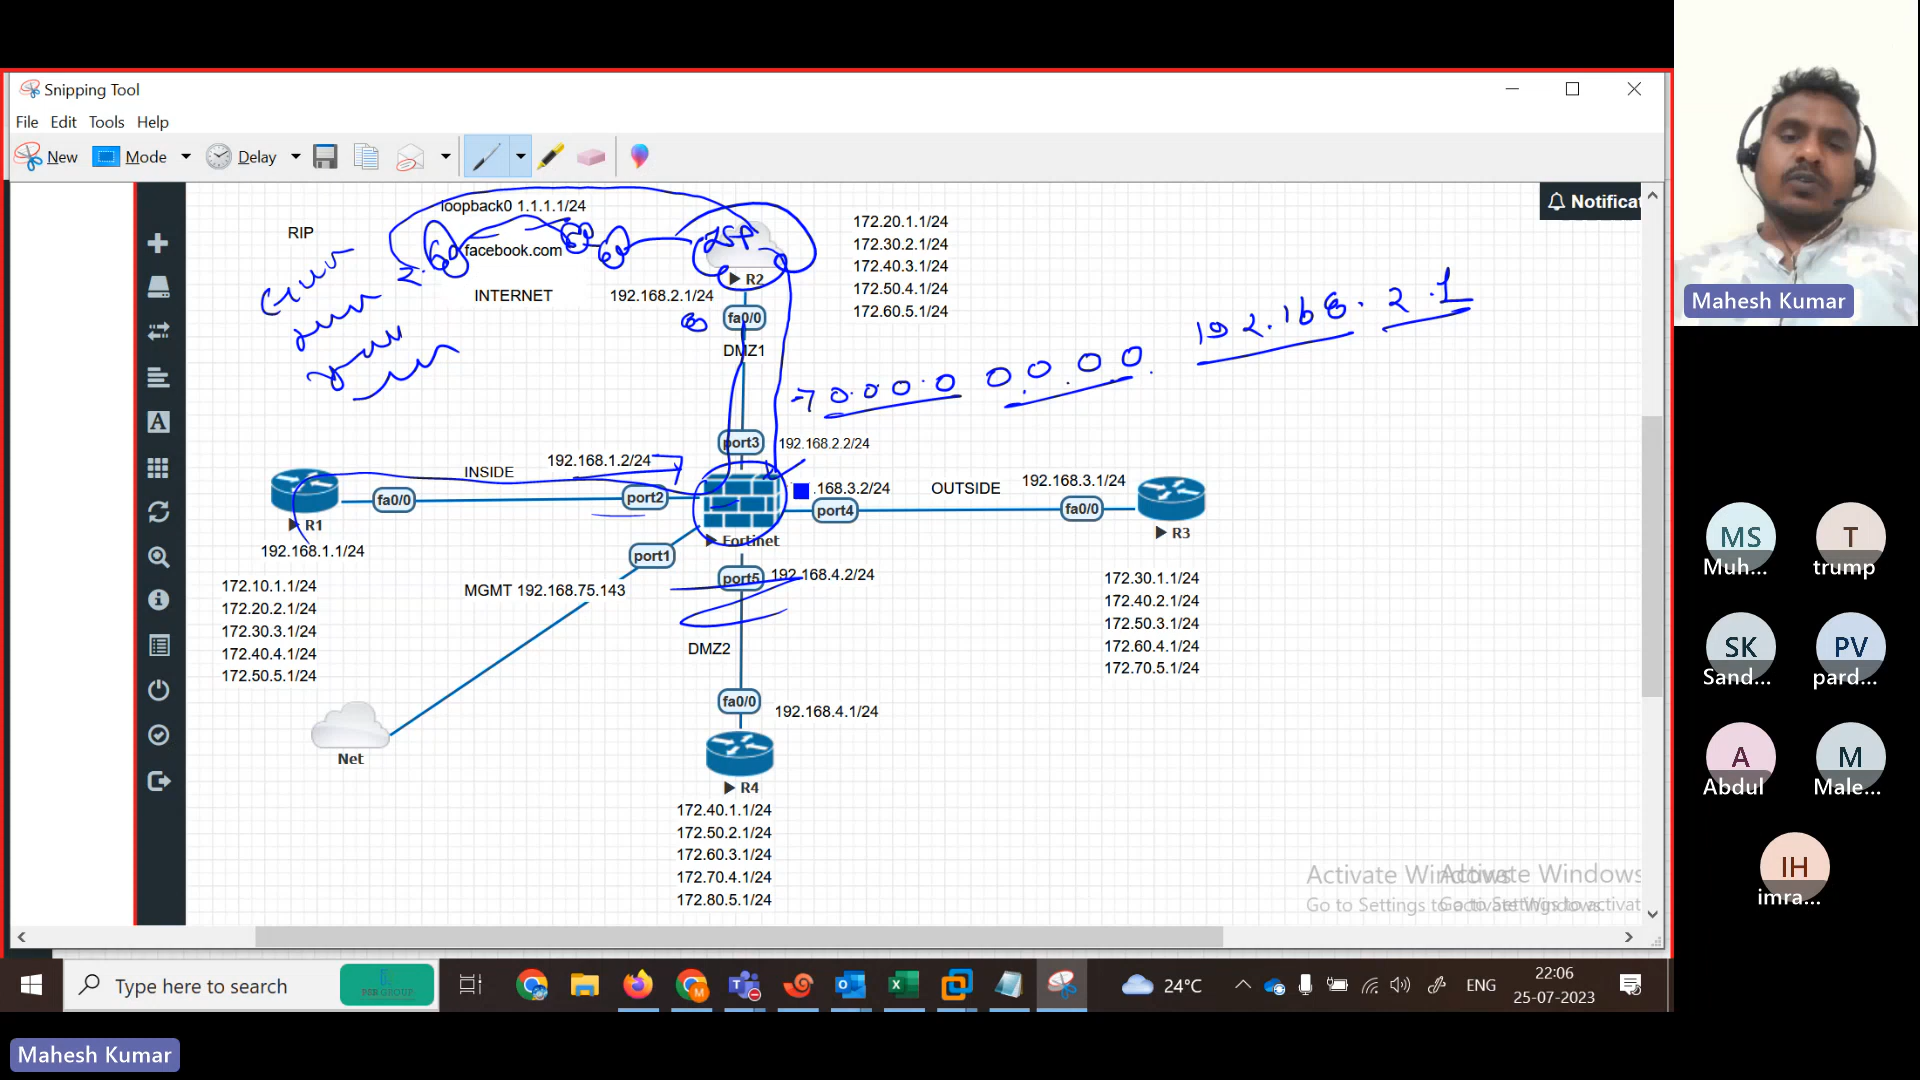 Snipping Tool
File Edit Tools Help
New Mode Delay
Notificat
loopback0 1.1.1.1/24
RIP
facebook.com
ISP
R2
INTERNET
192.168.2.1/24
fa0/0
DMZ1
172.20.1.1/24
172.30.2.1/24
172.40.3.1/24
172.50.4.1/24
172.60.5.1/24
0.0.0.0 0.0.0.0 192.168.2.1
port3 192.168.2.2/24
INSIDE
192.168.1.2/24
fa0/0
port2
R1
192.168.1.1/24
.168.3.2/24
port4
OUTSIDE
192.168.3.1/24
fa0/0
R3
Fortinet
port1
MGMT 192.168.75.143
port5 192.168.4.2/24
172.10.1.1/24
172.20.2.1/24
172.30.3.1/24
172.40.4.1/24
172.50.5.1/24
172.30.1.1/24
172.40.2.1/24
172.50.3.1/24
172.60.4.1/24
172.70.5.1/24
DMZ2
fa0/0
192.168.4.1/24
Net
R4
172.40.1.1/24
172.50.2.1/24
172.60.3.1/24
172.70.4.1/24
172.80.5.1/24
Activate Windows
Go to Settings to activat
Type here to search
24°C
ENG
22:06
25-07-2023
Mahesh Kumar
MS
Muh...
T
trump
SK
Sand...
PV
pard...
A
Abdul
M
Male...
IH
imra...
Mahesh Kumar